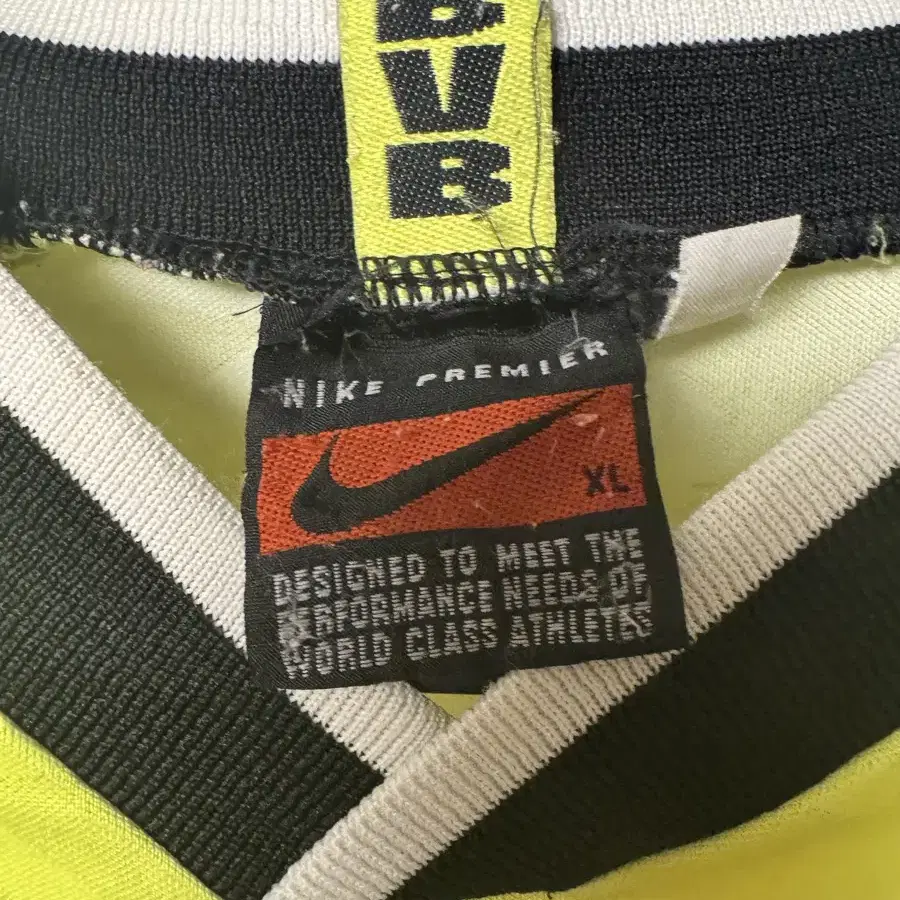 BVB
NIKE PREMIER
XL
DESIGNED TO MEET THE
PERFORMANCE NEEDS OF
WORLD CLASS ATHLETES